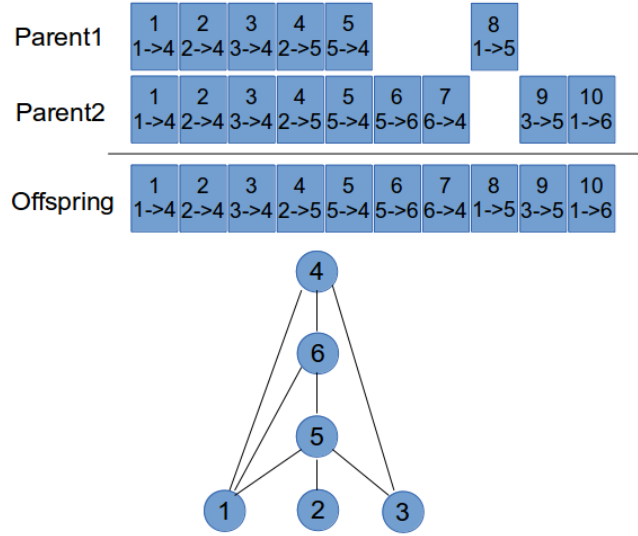 Parent1 1 2 3 4 5 8
1->4 2->4 3->4 2->5 5->4 1->5
Parent2 1 2 3 4 5 6 7 9 10
1->4 2->4 3->4 2->5 5->4 5->6 6->4 3->5 1->6
Offspring 1 2 3 4 5 6 7 8 9 10
1->4 2->4 3->4 2->5 5->4 5->6 6->4 1->5 3->5 1->6
4
6
5
1 2 3